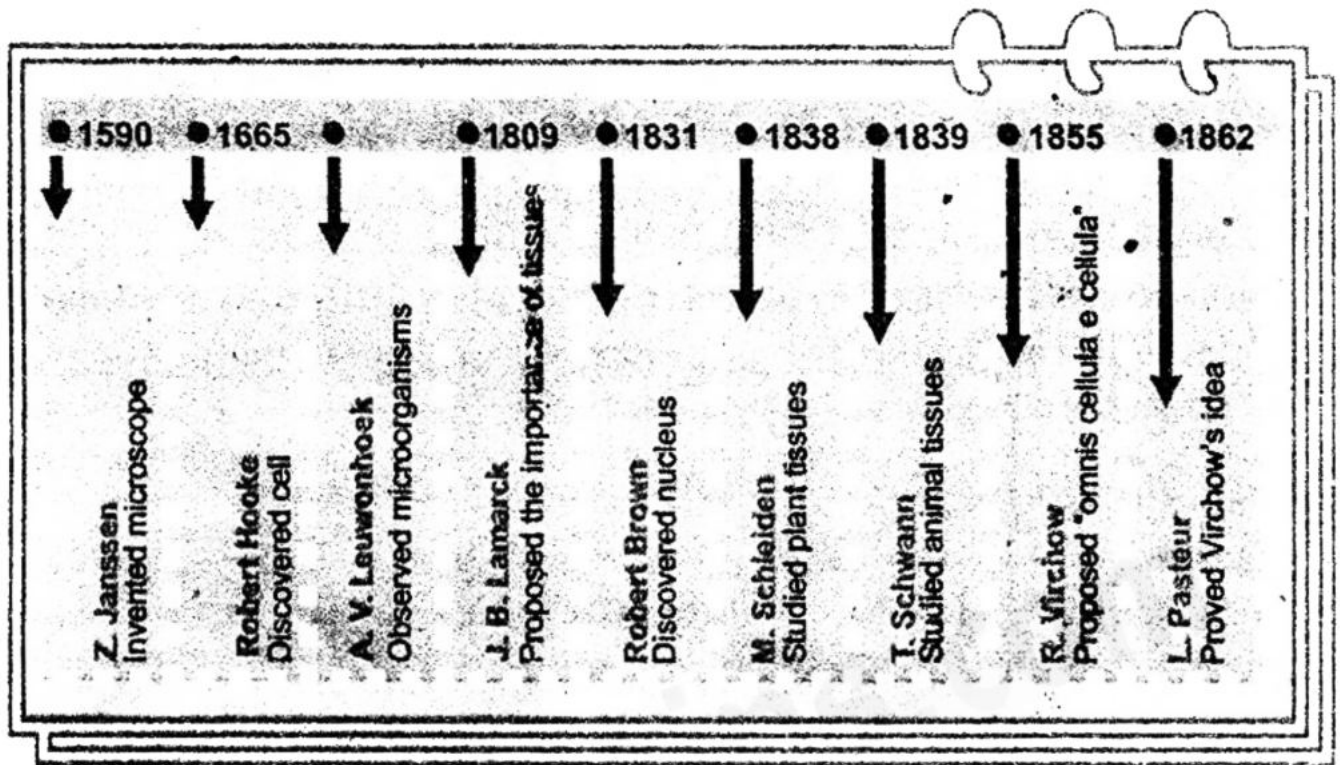 1590
1665
1809
1831
1838
1839
1855
1862
Z. Janssen
Invented microscope
Robert Hooke
Discovered cell
A. V. Leuwonhoek
Observed microorganisms
J. B. Lamarck
Proposed the importance of tissues
Robert Brown
Discovered nucleus
M. Schleiden
Studied plant tissues
T. Schwann
Studied animal tissues
R. Virchow
Proposed "omnis cellula e cellula"
L. Pasteur
Proved Virchow's idea